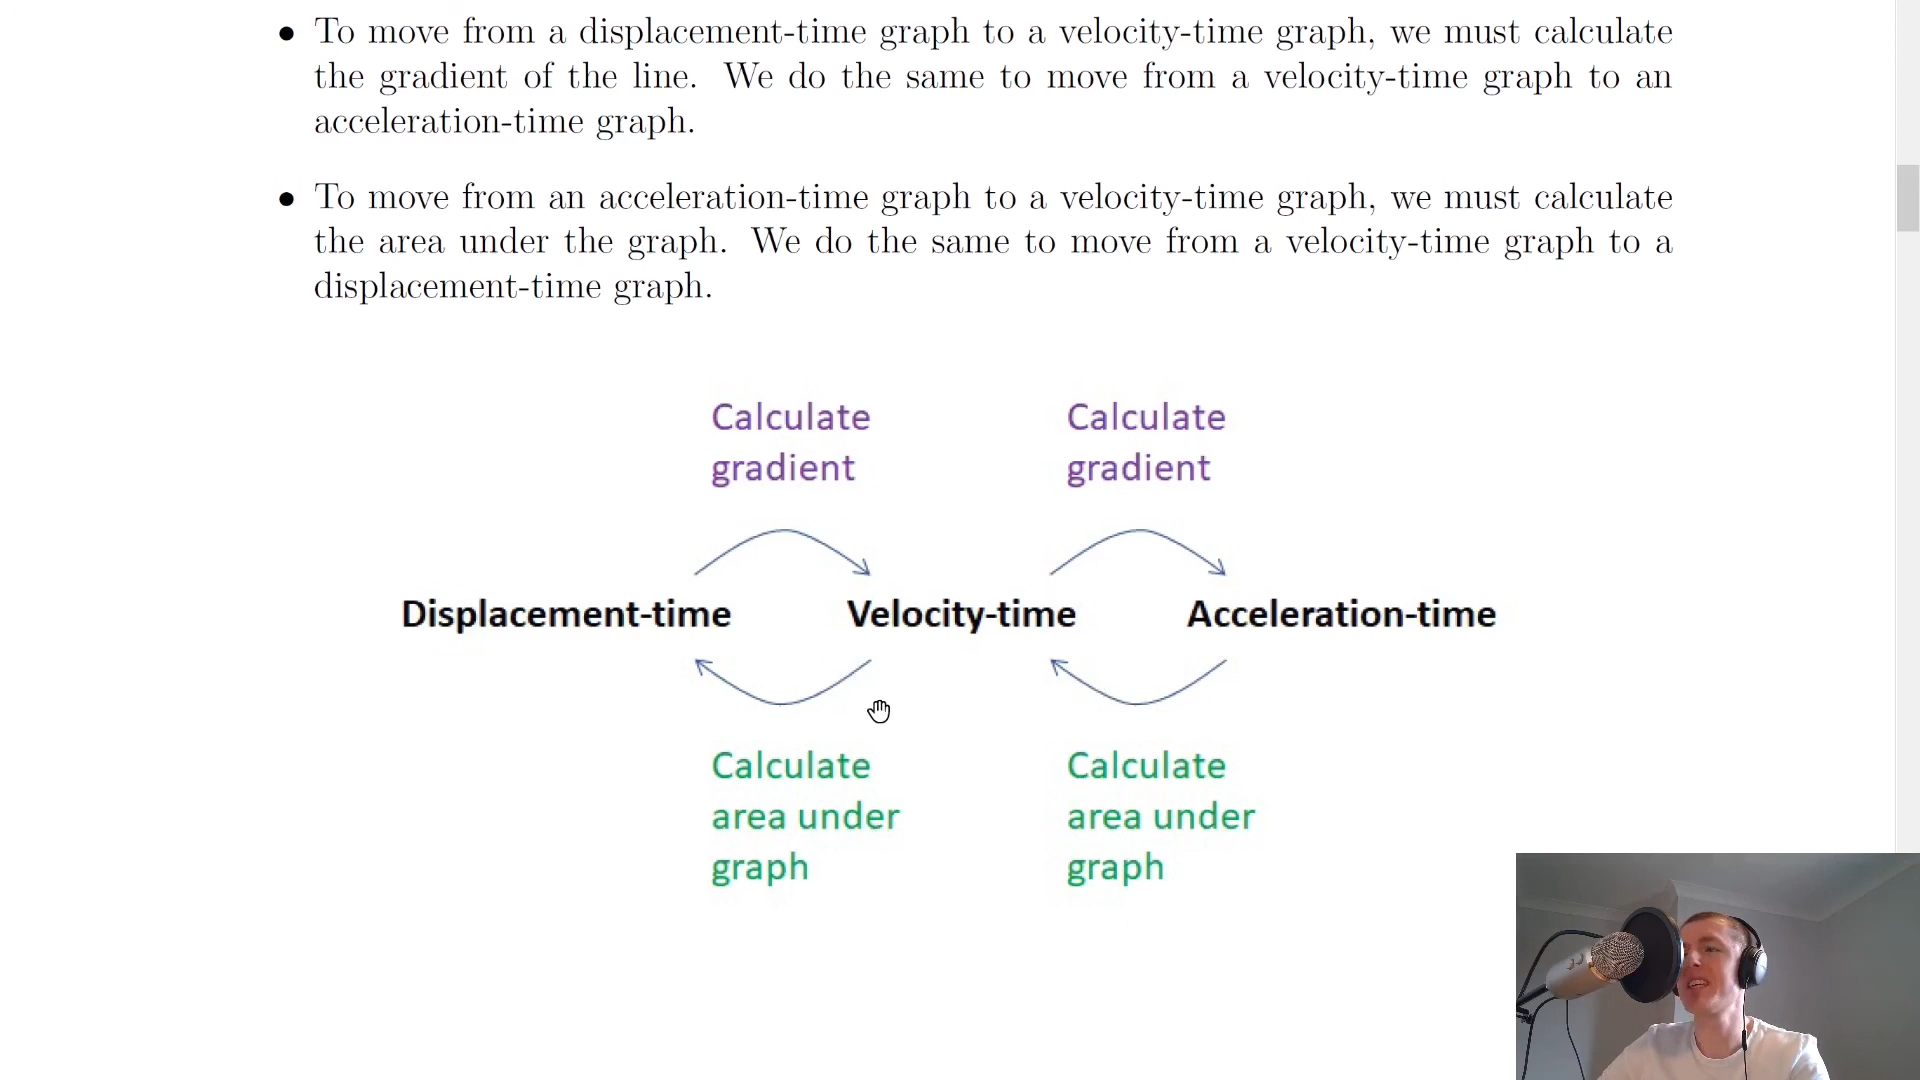 • To move from a displacement-time graph to a velocity-time graph, we must calculate
the gradient of the line. We do the same to move from a velocity-time graph to an
acceleration-time graph.
• To move from an acceleration-time graph to a velocity-time graph, we must calculate
the area under the graph. We do the same to move from a velocity-time graph to a
displacement-time graph.
Calculate
gradient
Calculate
gradient
Displacement-time
Velocity-time
Acceleration-time
Calculate
area under
graph
Calculate
area under
graph